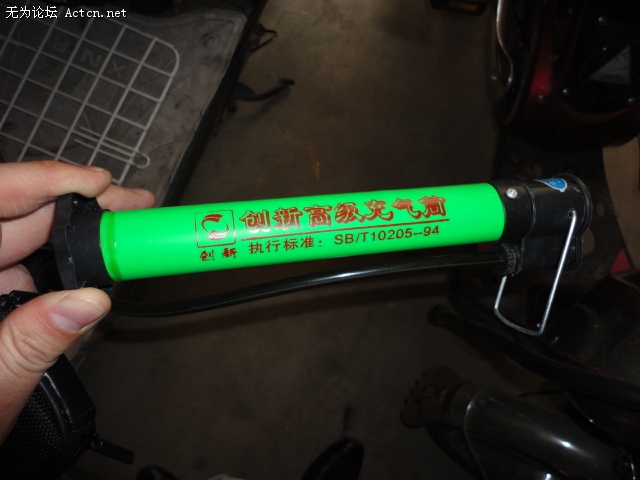 无为论坛 Actcn.net
创新高级充气筒
创新 执行标准：SB/T10205--94